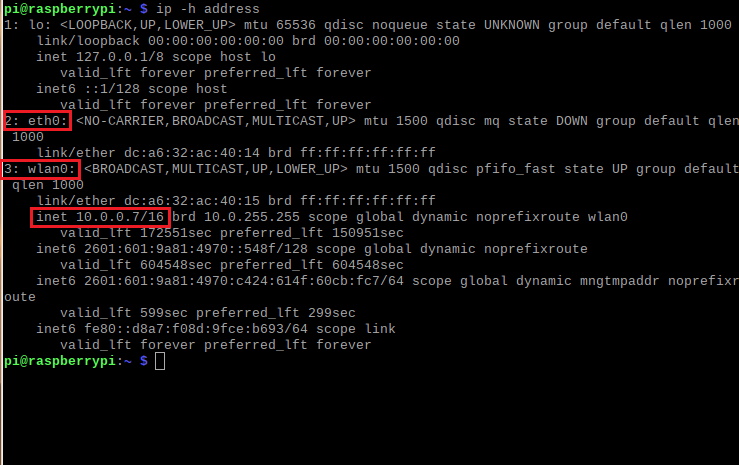 pi@raspberrypi:~ $ ip -h address
1: lo: <LOOPBACK,UP,LOWER_UP> mtu 65536 qdisc noqueue state UNKNOWN group default qlen 1000
    link/loopback 00:00:00:00:00:00 brd 00:00:00:00:00:00
    inet 127.0.0.1/8 scope host lo
       valid_lft forever preferred_lft forever
    inet6 ::1/128 scope host
       valid_lft forever preferred_lft forever
2: eth0: <NO-CARRIER,BROADCAST,MULTICAST,UP> mtu 1500 qdisc mq state DOWN group default qlen
 1000
    link/ether dc:a6:32:ac:40:14 brd ff:ff:ff:ff:ff:ff
3: wlan0: <BROADCAST,MULTICAST,UP,LOWER_UP> mtu 1500 qdisc pfifo_fast state UP group default
 qlen 1000
    link/ether dc:a6:32:ac:40:15 brd ff:ff:ff:ff:ff:ff
    inet 10.0.0.7/16 brd 10.0.255.255 scope global dynamic noprefixroute wlan0
       valid_lft 172551sec preferred_lft 150951sec
    inet6 2601:601:9a81:4970::548f/128 scope global dynamic noprefixroute
       valid_lft 604548sec preferred_lft 604548sec
    inet6 2601:601:9a81:4970:c424:614f:60cb:fc7/64 scope global dynamic mngtmpaddr noprefixr
oute
       valid_lft 599sec preferred_lft 299sec
    inet6 fe80::d8a7:f08d:9fce:b693/64 scope link
       valid_lft forever preferred_lft forever
pi@raspberrypi:~ $